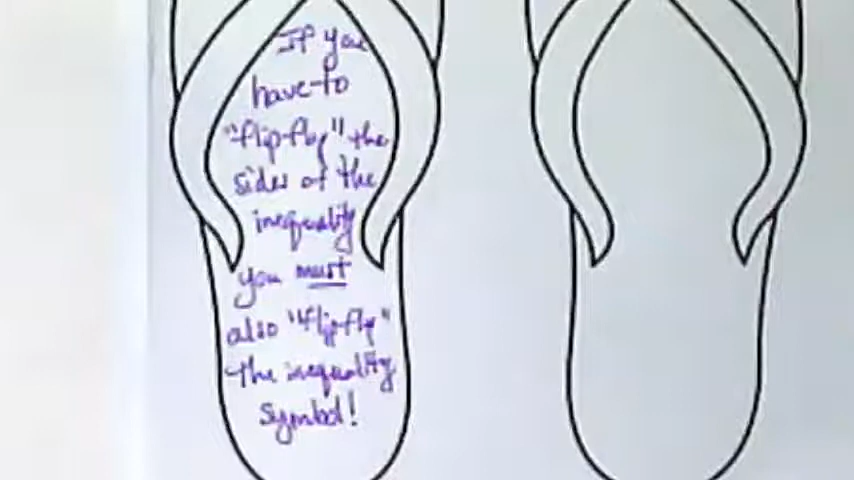 If you
have to
"flip-flop" the
sides of the
inequality
you must
also "flip-flop"
the inequality
symbol!